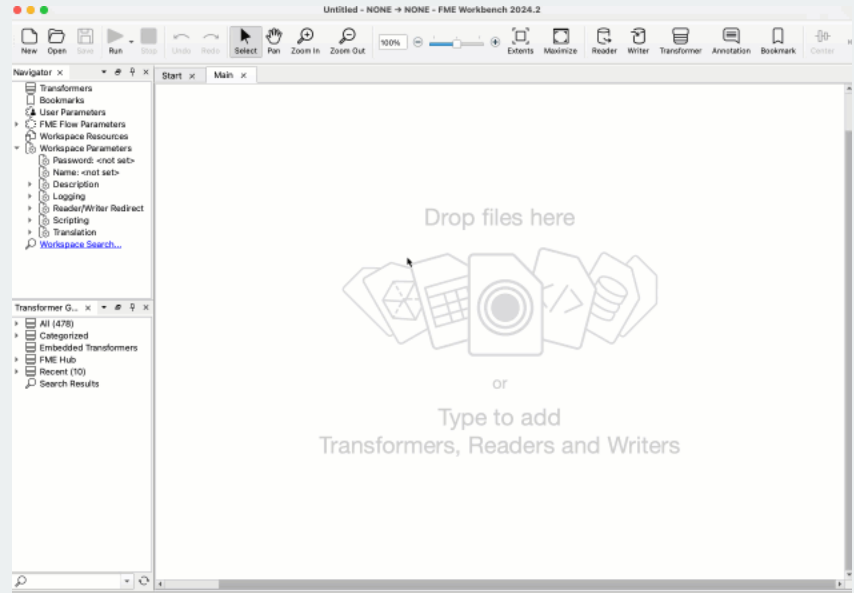 Untitled - NONE → NONE - FME Workbench 2024.2
New Open Save Run Stop Undo Redo Select Pan Zoom In Zoom Out 100% Extents Maximize Reader Writer Transformer Annotation Bookmark Center
Navigator
Start
Main
Transformers
Bookmarks
User Parameters
FME Flow Parameters
Workspace Resources
Workspace Parameters
Password: <not set>
Name: <not set>
Description
Logging
Reader/Writer Redirect
Scripting
Translation
Workspace Search...
Transformer G...
All (478)
Categorized
Embedded Transformers
FME Hub
Recent (10)
Search Results
Drop files here
or
Type to add
Transformers, Readers and Writers